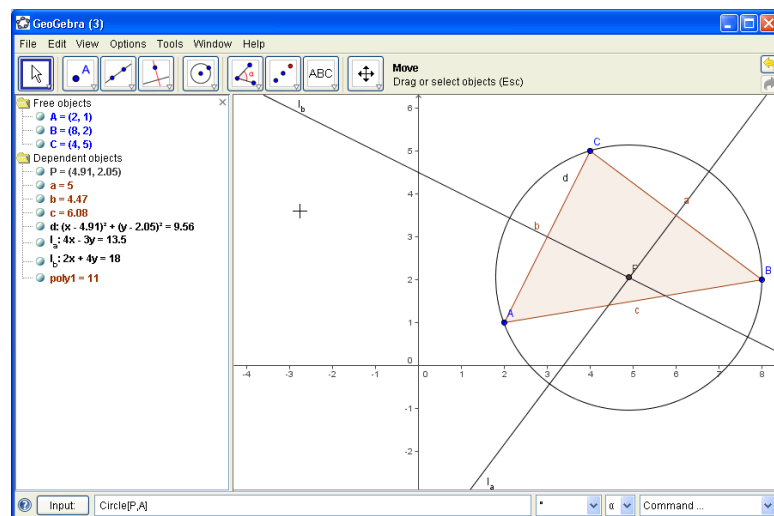 GeoGebra (3)
File Edit View Options Tools Window Help
A
α
ABC
Move
Drag or select objects (Esc)
Free objects
A = (2, 1)
B = (8, 2)
C = (4, 5)
Dependent objects
P = (4.91, 2.05)
a = 5
b = 4.47
c = 6.08
d: (x - 4.91)² + (y - 2.05)² = 9.56
l_a: 4x - 3y = 13.5
l_b: 2x + 4y = 18
poly1 = 11
l_b
6
5
4
3
2
1
0
-1
-2
C
d
a
b
P
B
A
c
-4 -3 -2 -1 0 1 2 3 4 5 6 7 8
l_a
Input: Circle[P,A] ° α Command ...